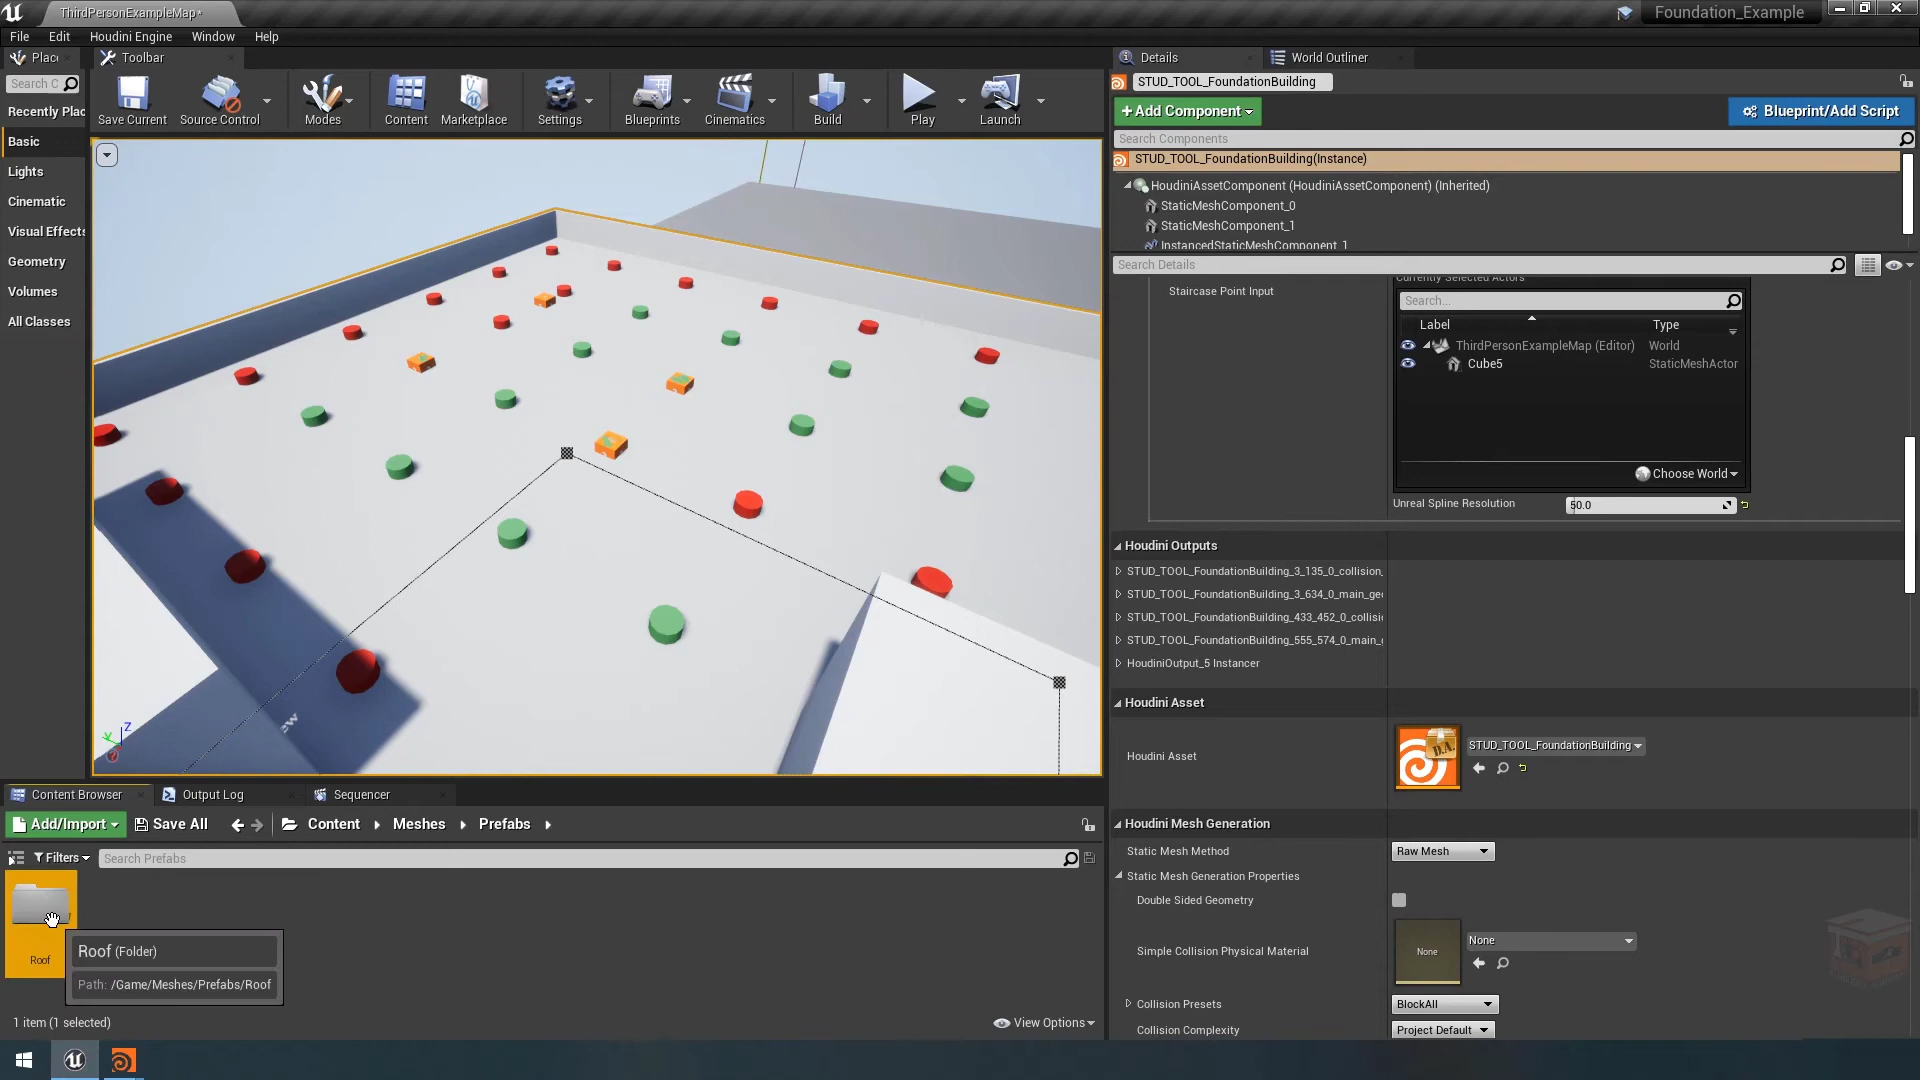 ThirdPersonExampleMap*
Foundation_Example
File
Edit
Houdini Engine
Window
Help
Place
Toolbar
Details
World Outliner
Search C
STUD_TOOL_FoundationBuilding
Save Current
Source Control
Modes
Content
Marketplace
Settings
Blueprints
Cinematics
Build
Play
Launch
+Add Component
Blueprint/Add Script
Recently Plac
Basic
Lights
Cinematic
Visual Effects
Geometry
Volumes
All Classes
Search Components
STUD_TOOL_FoundationBuilding(Instance)
HoudiniAssetComponent (HoudiniAssetComponent) (Inherited)
StaticMeshComponent_0
StaticMeshComponent_1
InstancedStaticMeshComponent_1
Search Details
Currently Selected Actors
Staircase Point Input
Search...
Label
Type
ThirdPersonExampleMap (Editor)
World
Cube5
StaticMeshActor
Choose World
Unreal Spline Resolution
50.0
Houdini Outputs
STUD_TOOL_FoundationBuilding_3_135_0_collision_
STUD_TOOL_FoundationBuilding_3_634_0_main_geo
STUD_TOOL_FoundationBuilding_433_452_0_collisio
STUD_TOOL_FoundationBuilding_555_574_0_main_g
HoudiniOutput_5 Instancer
Houdini Asset
Houdini Asset
D.A.
STUD_TOOL_FoundationBuilding
Houdini Mesh Generation
Static Mesh Method
Raw Mesh
Static Mesh Generation Properties
Double Sided Geometry
Simple Collision Physical Material
None
None
Collision Presets
BlockAll
Collision Complexity
Project Default
Z
Y
Content Browser
Output Log
Sequencer
Add/Import
Save All
Content
Meshes
Prefabs
Filters
Search Prefabs
Roof
Roof (Folder)
Path: /Game/Meshes/Prefabs/Roof
1 item (1 selected)
View Options